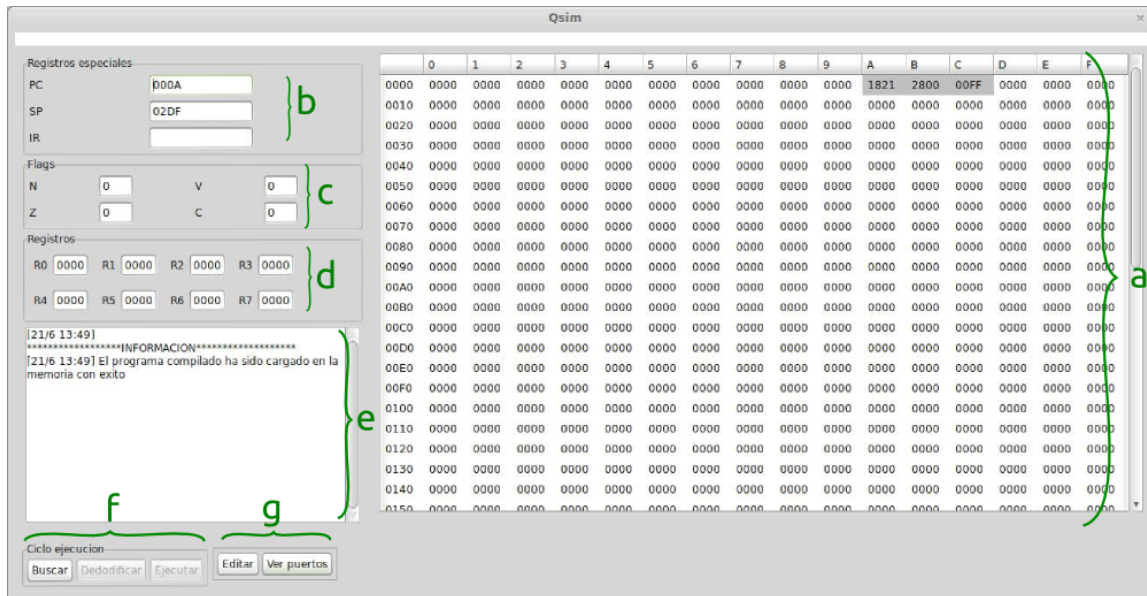 Qsim
Registros especiales
PC 000A
SP 02DF
IR
b
Flags
N 0 V 0
Z 0 C 0
c
Registros
R0 0000 R1 0000 R2 0000 R3 0000
R4 0000 R5 0000 R6 0000 R7 0000
d
[21/6 13:49]
******************INFORMACION*******************
[21/6 13:49] El programa compilado ha sido cargado en la
memoria con exito
e
f
Ciclo ejecucion
Buscar Dedodificar Ejecutar
g
Editar Ver puertos
0 1 2 3 4 5 6 7 8 9 A B C D E F
0000 0000 0000 0000 0000 0000 0000 0000 0000 0000 0000 1821 2800 00FF 0000 0000 0000
0010 0000 0000 0000 0000 0000 0000 0000 0000 0000 0000 0000 0000 0000 0000 0000 0000
0020 0000 0000 0000 0000 0000 0000 0000 0000 0000 0000 0000 0000 0000 0000 0000 0000
0030 0000 0000 0000 0000 0000 0000 0000 0000 0000 0000 0000 0000 0000 0000 0000 0000
0040 0000 0000 0000 0000 0000 0000 0000 0000 0000 0000 0000 0000 0000 0000 0000 0000
0050 0000 0000 0000 0000 0000 0000 0000 0000 0000 0000 0000 0000 0000 0000 0000 0000
0060 0000 0000 0000 0000 0000 0000 0000 0000 0000 0000 0000 0000 0000 0000 0000 0000
0070 0000 0000 0000 0000 0000 0000 0000 0000 0000 0000 0000 0000 0000 0000 0000 0000
0080 0000 0000 0000 0000 0000 0000 0000 0000 0000 0000 0000 0000 0000 0000 0000 0000
0090 0000 0000 0000 0000 0000 0000 0000 0000 0000 0000 0000 0000 0000 0000 0000 0000
00A0 0000 0000 0000 0000 0000 0000 0000 0000 0000 0000 0000 0000 0000 0000 0000 0000
00B0 0000 0000 0000 0000 0000 0000 0000 0000 0000 0000 0000 0000 0000 0000 0000 0000
00C0 0000 0000 0000 0000 0000 0000 0000 0000 0000 0000 0000 0000 0000 0000 0000 0000
00D0 0000 0000 0000 0000 0000 0000 0000 0000 0000 0000 0000 0000 0000 0000 0000 0000
00E0 0000 0000 0000 0000 0000 0000 0000 0000 0000 0000 0000 0000 0000 0000 0000 0000
00F0 0000 0000 0000 0000 0000 0000 0000 0000 0000 0000 0000 0000 0000 0000 0000 0000
0100 0000 0000 0000 0000 0000 0000 0000 0000 0000 0000 0000 0000 0000 0000 0000 0000
0110 0000 0000 0000 0000 0000 0000 0000 0000 0000 0000 0000 0000 0000 0000 0000 0000
0120 0000 0000 0000 0000 0000 0000 0000 0000 0000 0000 0000 0000 0000 0000 0000 0000
0130 0000 0000 0000 0000 0000 0000 0000 0000 0000 0000 0000 0000 0000 0000 0000 0000
0140 0000 0000 0000 0000 0000 0000 0000 0000 0000 0000 0000 0000 0000 0000 0000 0000
0150 0000 0000 0000 0000 0000 0000 0000 0000 0000 0000 0000 0000 0000 0000 0000 0000
a